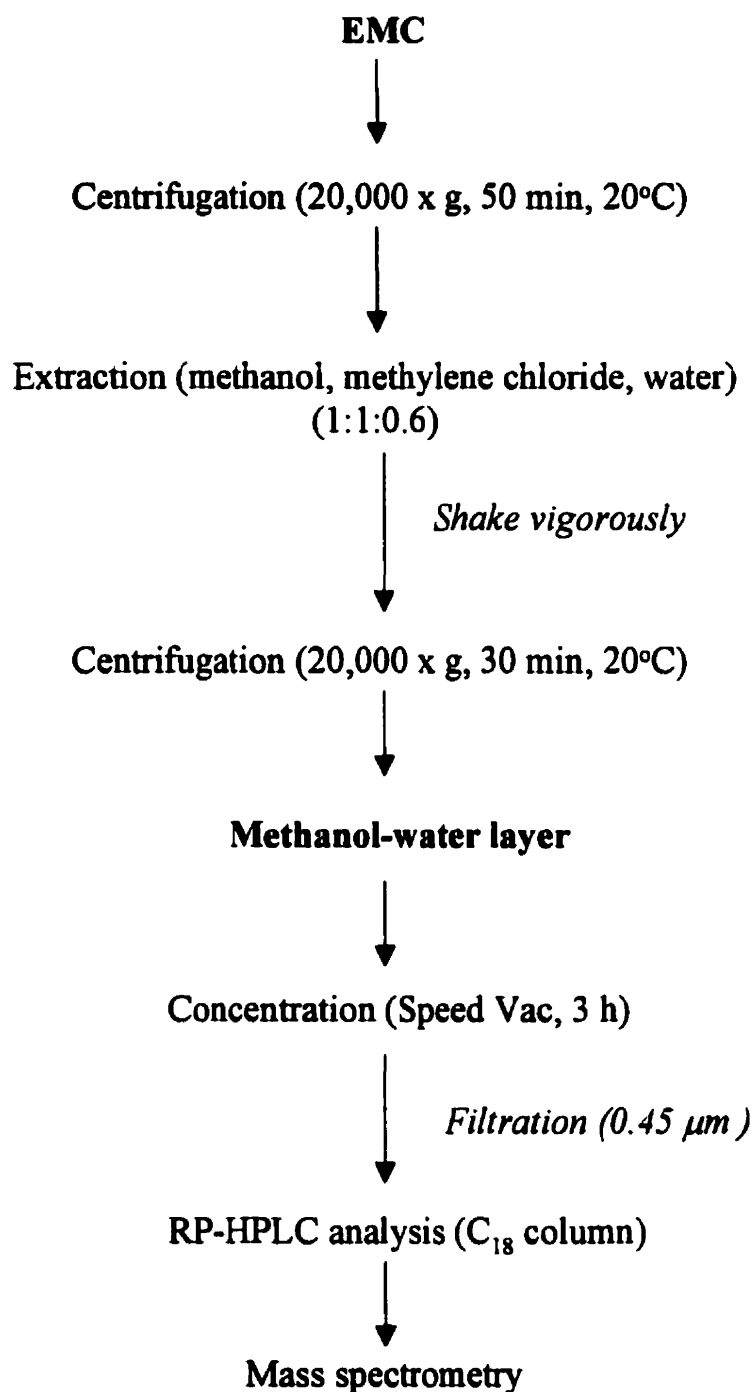 EMC
Centrifugation (20,000 x g, 50 min, 20ºC)
Extraction (methanol, methylene chloride, water)
(1:1:0.6)
Shake vigorously
Centrifugation (20,000 x g, 30 min, 20ºC)
Methanol-water layer
Concentration (Speed Vac, 3 h)
Filtration (0.45 μm )
RP-HPLC analysis (C₁₈ column)
Mass spectrometry